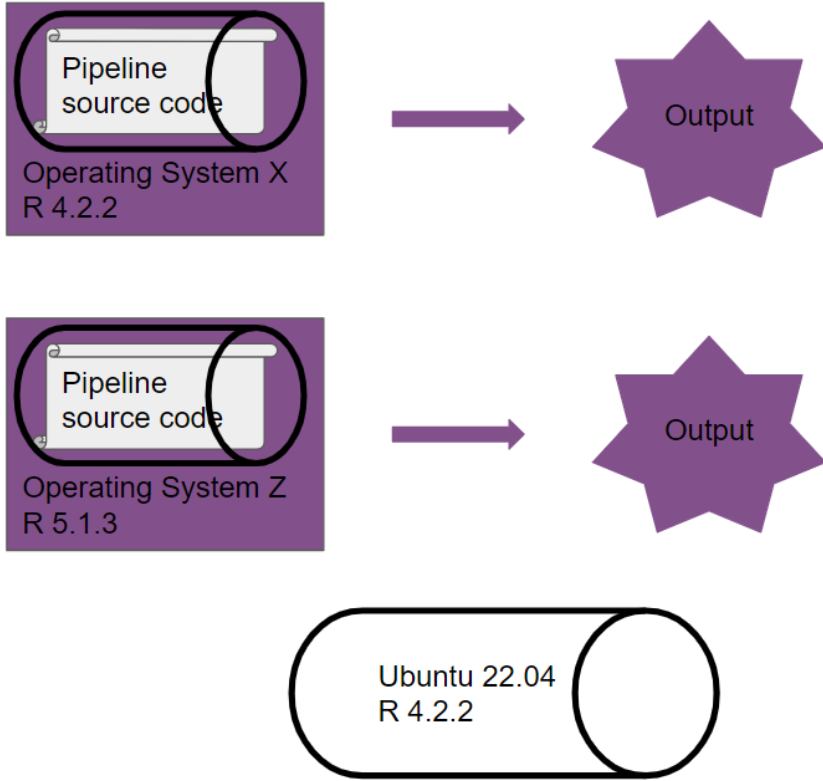 Pipeline
source code
Operating System X
R 4.2.2
Output
Pipeline
source code
Operating System Z
R 5.1.3
Output
Ubuntu 22.04
R 4.2.2